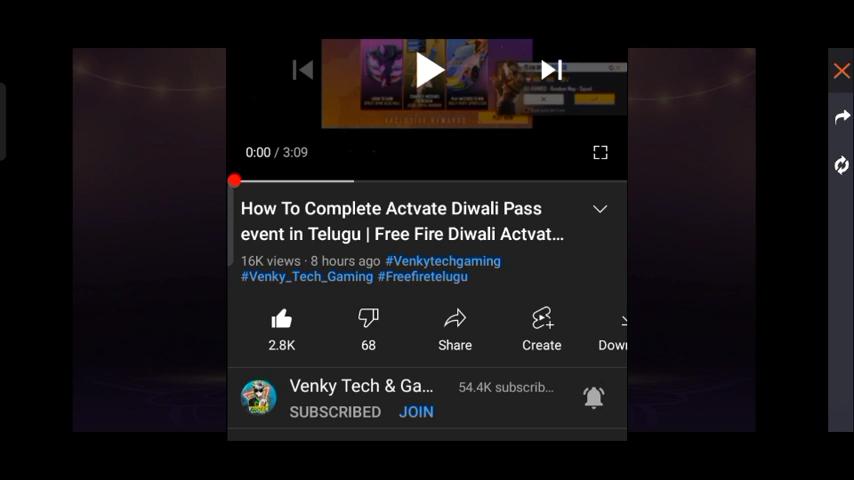 0:00 / 3:09
How To Complete Actvate Diwali Pass
event in Telugu | Free Fire Diwali Actvat...
16K views · 8 hours ago #Venkytechgaming
#Venky_Tech_Gaming #Freefiretelugu
2.8K
68
Share
Create
Down
Venky Tech & Ga...
54.4K subscrib...
SUBSCRIBED
JOIN